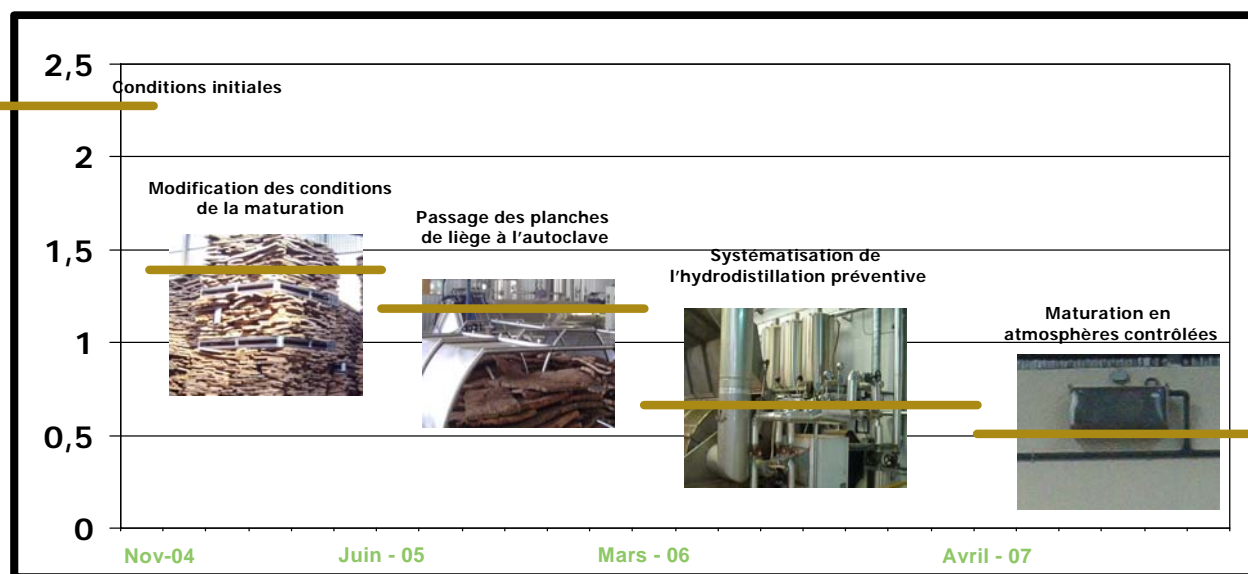 2,5
Conditions initiales
2
Modification des conditions
de la maturation
Passage des planches
de liège à l'autoclave
1,5
Systématisation de
l'hydrodistillation préventive
Maturation en
atmosphères contrôlées
1
0,5
0
Nov-04
Juin - 05
Mars - 06
Avril - 07